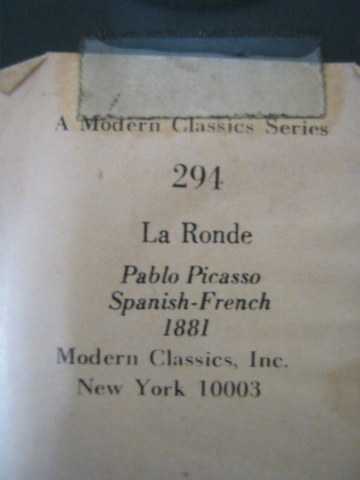 A Modern Classics Series
294
La Ronde
Pablo Picasso
Spanish-French
1881
Modern Classics, Inc.
New York 10003